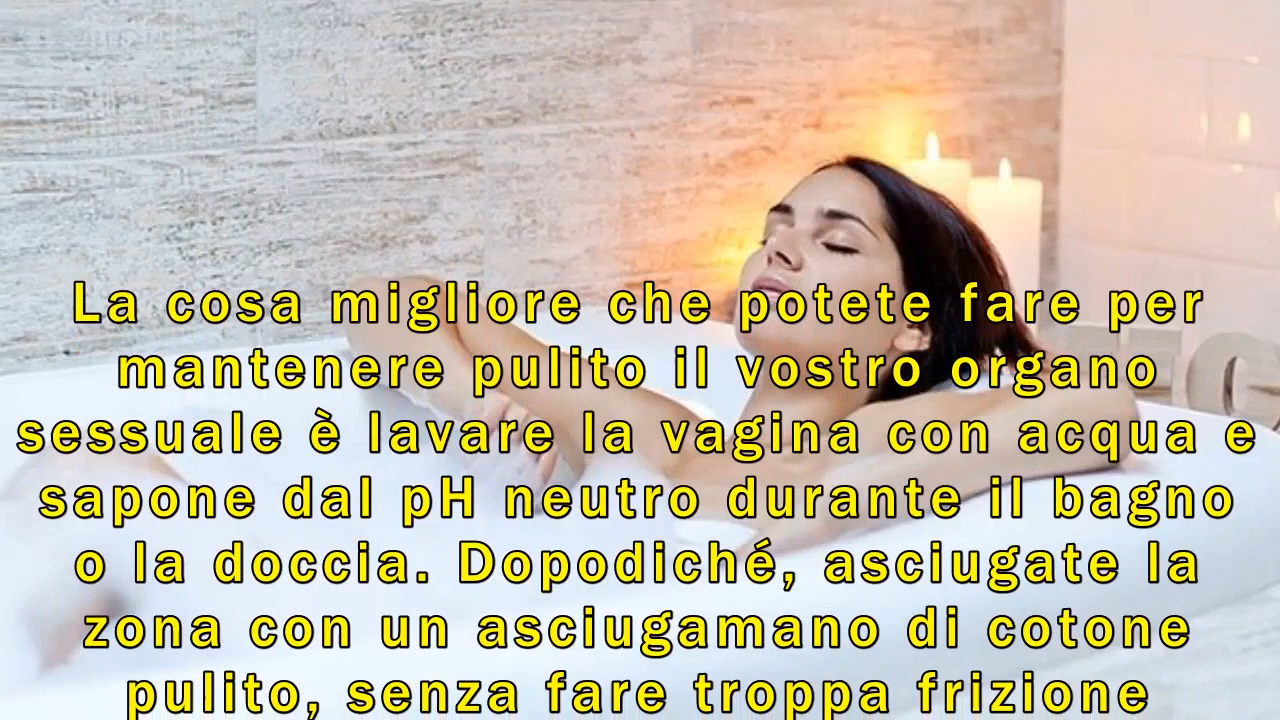 La cosa migliore che potete fare per
mantenere pulito il vostro organo
sessuale è lavare la vagina con acqua e
sapone dal pH neutro durante il bagno
o la doccia. Dopodiché, asciugate la
zona con un asciugamano di cotone
pulito, senza fare troppa frizione